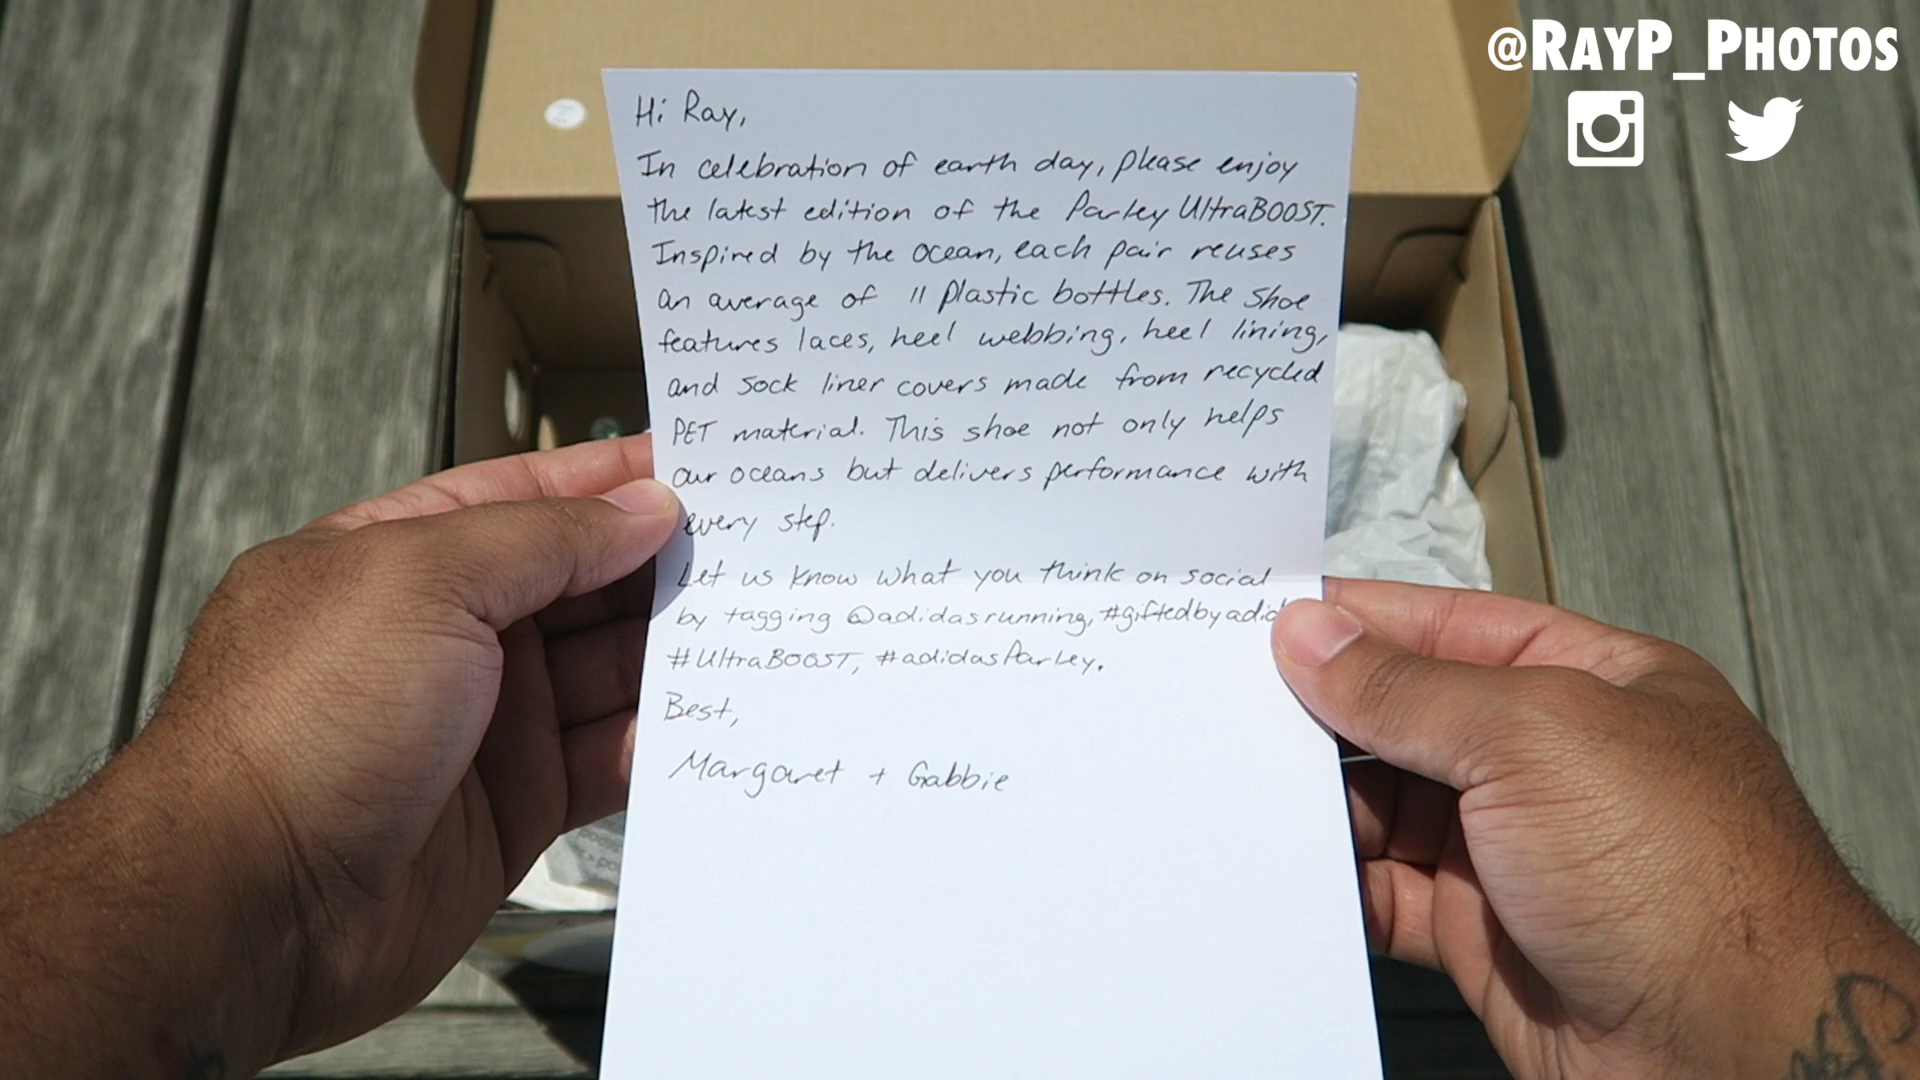 @RAYP_PHOTOS
Hi Ray,
In celebration of earth day, please enjoy
the latest edition of the Parley UltraBOOST.
Inspired by the ocean, each pair reuses
an average of 11 plastic bottles. The shoe
features laces, heel webbing, heel lining,
and sock liner covers made from recycled
PET material. This shoe not only helps
our oceans but delivers performance with
every step.
Let us know what you think on social
by tagging @adidasrunning, #giftedbyadid
#UltraBOOST, #adidasParley.
Best,
Margaret + Gabbie